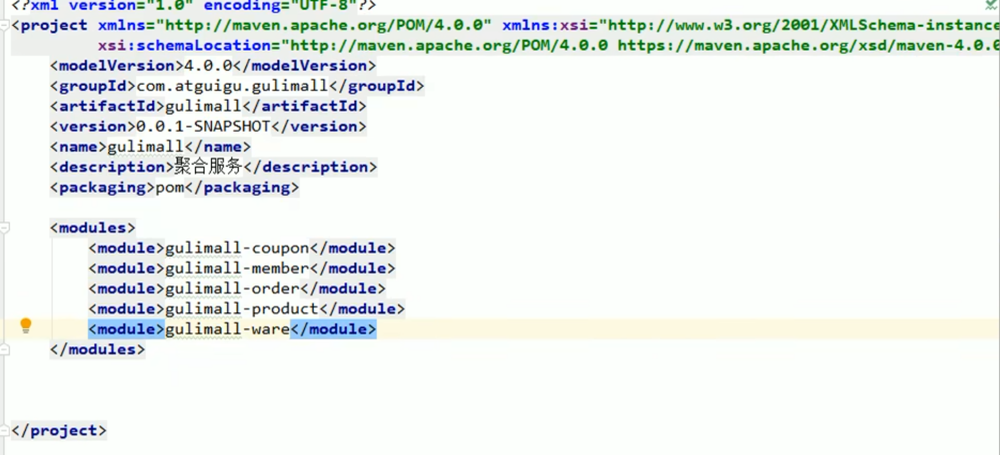 <?xml version="1.0" encoding="UTF-8"?>
<project xmlns="http://maven.apache.org/POM/4.0.0" xmlns:xsi="http://www.w3.org/2001/XMLSchema-instance
xsi:schemaLocation="http://maven.apache.org/POM/4.0.0 https://maven.apache.org/xsd/maven-4.0.0
<modelVersion>4.0.0</modelVersion>
<groupId>com.atguigu.gulimall</groupId>
<artifactId>gulimall</artifactId>
<version>0.0.1-SNAPSHOT</version>
<name>gulimall</name>
<description>聚合服务</description>
<packaging>pom</packaging>
<modules>
<module>gulimall-coupon</module>
<module>gulimall-member</module>
<module>gulimall-order</module>
<module>gulimall-product</module>
<module>gulimall-ware</module>
</modules>
</project>